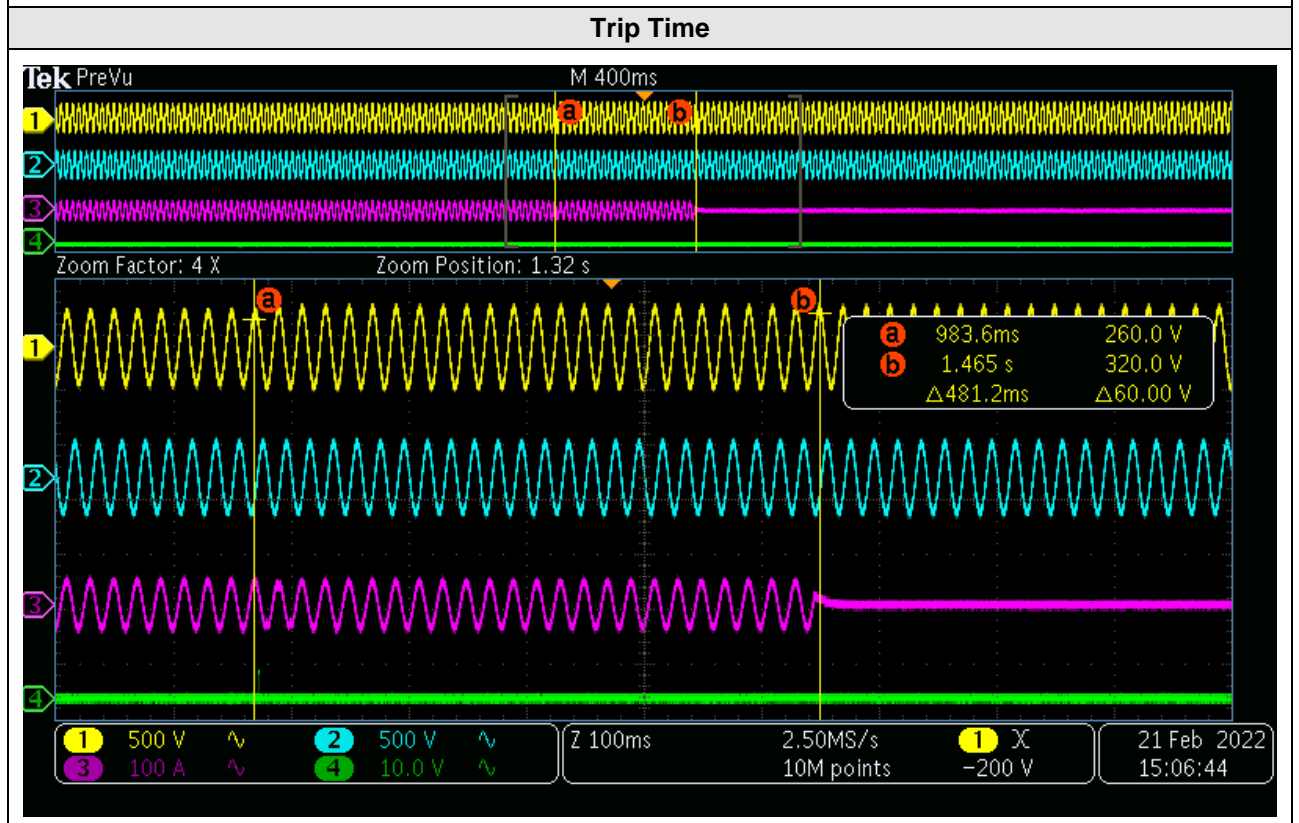 Trip Time
Tek PreVu M 400ms
1 a b
2
3
4
Zoom Factor: 4 X Zoom Position: 1.32 s
a b
1
a 983.6ms 260.0 V
b 1.465 s 320.0 V
△481.2ms △60.00 V
2
3
4
1 500 V 2 500 V Z 100ms 2.50MS/s 1 21 Feb 2022
3 100 A 4 10.0 V 10M points −200 V 15:06:44